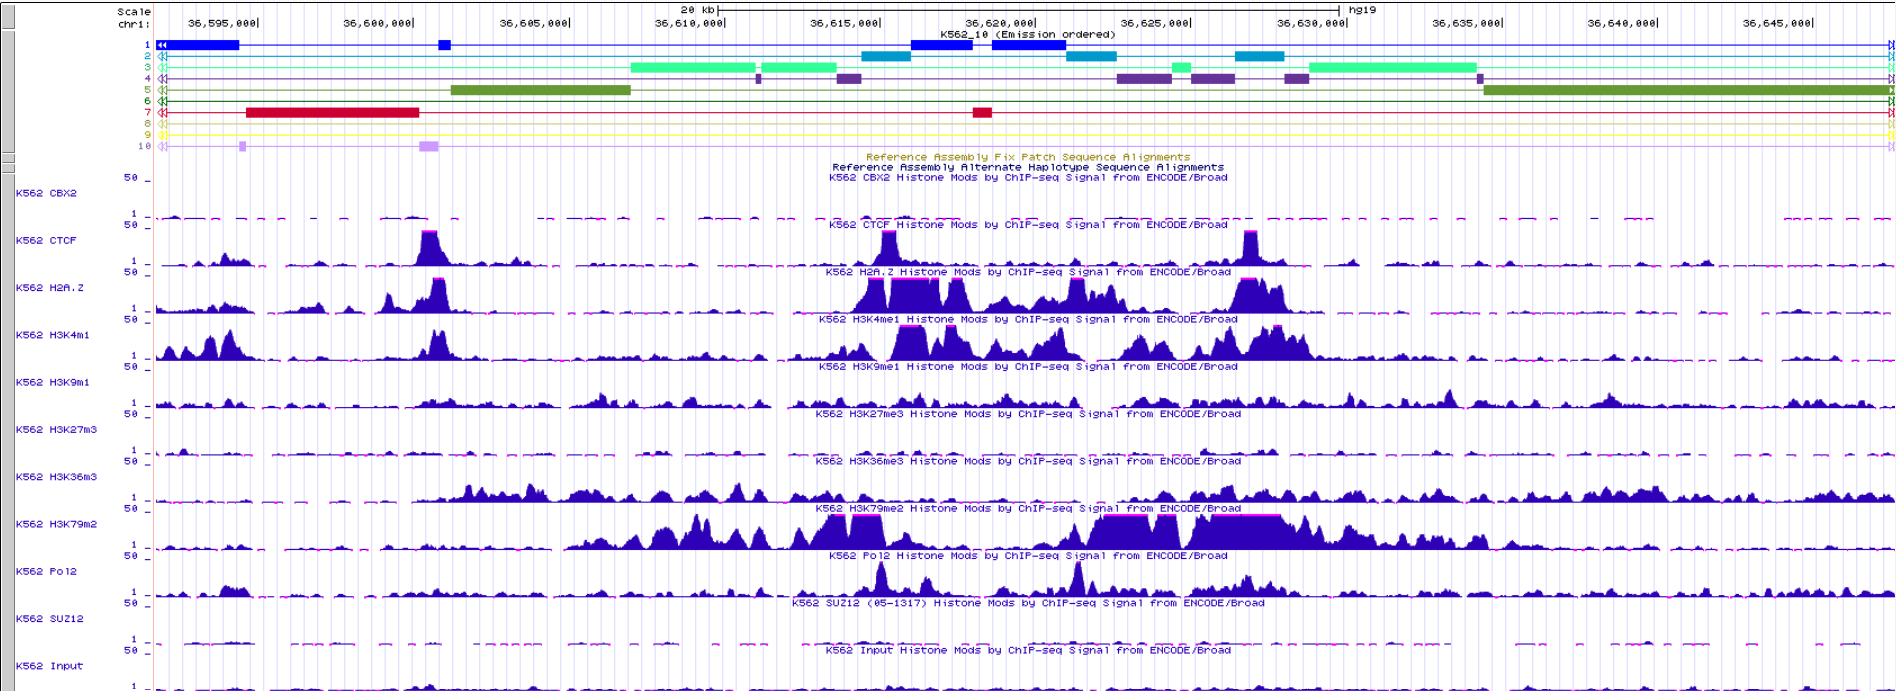 Scale 20 kb hg19
chr1: 36,595,000 36,600,000 36,605,000 36,610,000 36,615,000 36,620,000 36,625,000 36,630,000 36,635,000 36,640,000 36,645,000
K562_10 (Emission ordered)
1
2
3
4
5
6
7
8
9
10
Reference Assembly Fix Patch Sequence Alignments
Reference Assembly Alternate Haplotype Sequence Alignments
K562 CBX2 Histone Mods by ChIP-seq Signal from ENCODE/Broad
50 _
K562 CBX2
1 _
K562 CTCF Histone Mods by ChIP-seq Signal from ENCODE/Broad
50 _
K562 CTCF
1 _
K562 H2A.Z Histone Mods by ChIP-seq Signal from ENCODE/Broad
50 _
K562 H2A.Z
1 _
K562 H3K4me1 Histone Mods by ChIP-seq Signal from ENCODE/Broad
50 _
K562 H3K4m1
1 _
K562 H3K9me1 Histone Mods by ChIP-seq Signal from ENCODE/Broad
50 _
K562 H3K9m1
1 _
K562 H3K27me3 Histone Mods by ChIP-seq Signal from ENCODE/Broad
50 _
K562 H3K27m3
1 _
K562 H3K36me3 Histone Mods by ChIP-seq Signal from ENCODE/Broad
50 _
K562 H3K36m3
1 _
K562 H3K79me2 Histone Mods by ChIP-seq Signal from ENCODE/Broad
50 _
K562 H3K79m2
1 _
K562 Pol2 Histone Mods by ChIP-seq Signal from ENCODE/Broad
50 _
K562 Pol2
1 _
K562 SUZ12 (05-1317) Histone Mods by ChIP-seq Signal from ENCODE/Broad
50 _
K562 SUZ12
1 _
K562 Input Histone Mods by ChIP-seq Signal from ENCODE/Broad
50 _
K562 Input
1 _